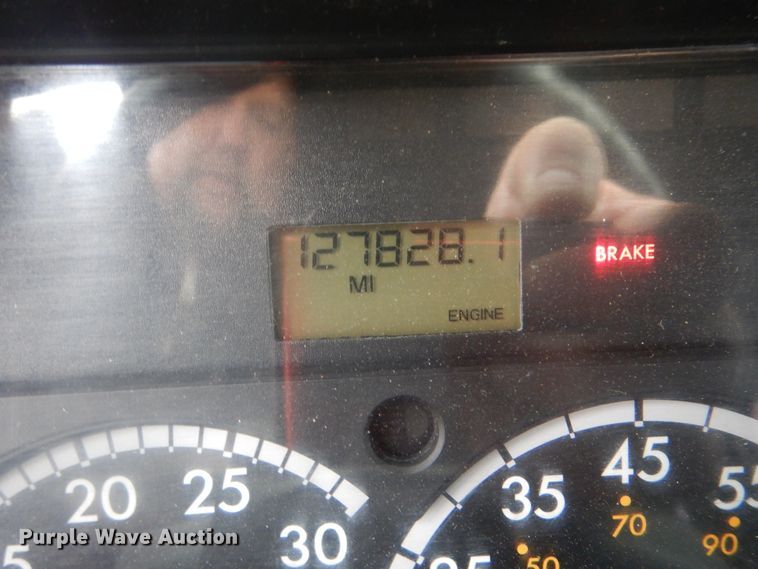 127828.1
MI
ENGINE
BRAKE
20 25 30
35 45 55
50 70 90
Purple Wave Auction